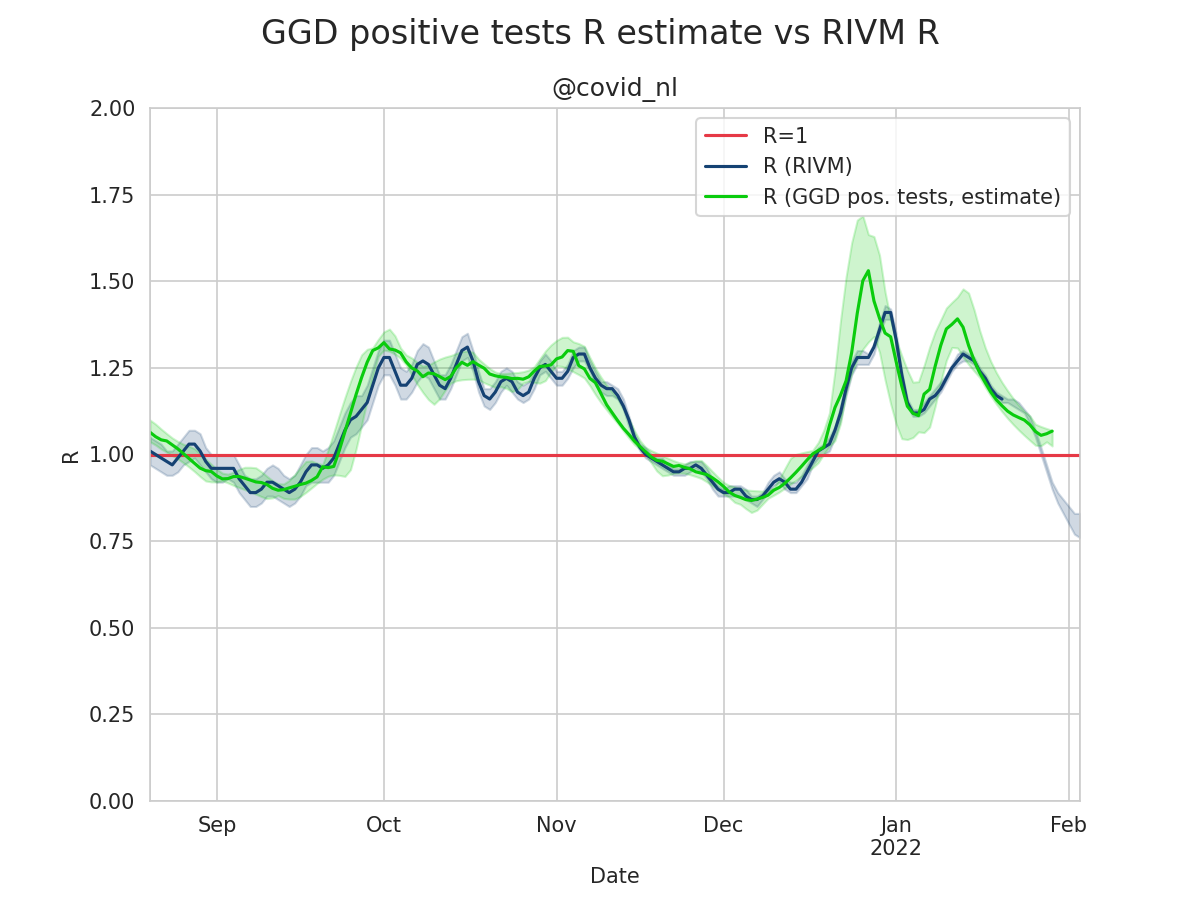 GGD positive tests R estimate vs RIVM R
@covid_nl
R=1
R (RIVM)
R (GGD pos. tests, estimate)
2.00
1.75
1.50
1.25
1.00
0.75
0.50
0.25
0.00
R
Sep
Oct
Nov
Dec
Jan
2022
Feb
Date